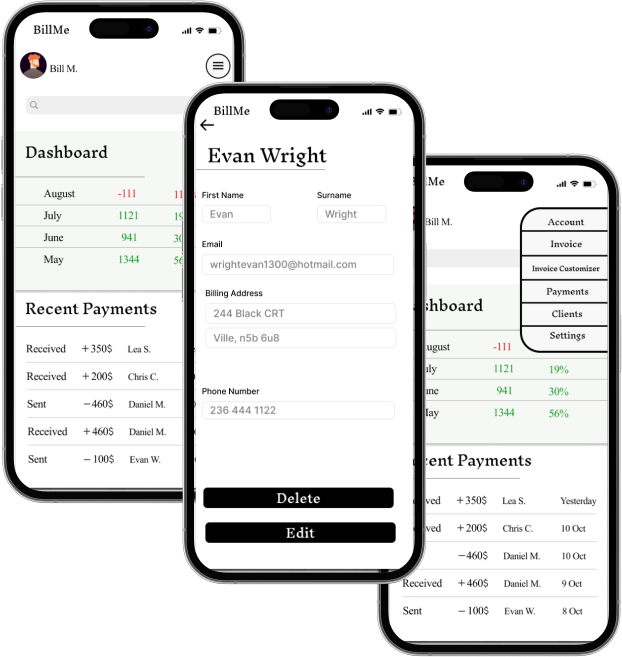 BillMe
Bill M.
Dashboard
August -111 11
July 1121 19
June 941 30
May 1344 56
Recent Payments
Received +350$ Lea S.
Received +200$ Chris C.
Sent −460$ Daniel M.
Received +460$ Daniel M.
Sent −100$ Evan W.
BillMe
Evan Wright
First Name Surname
Evan Wright
Email
wrightevan1300@hotmail.com
Billing Address
244 Black CRT
Ville, n5b 6u8
Phone Number
236 444 1122
Delete
Edit
Me
Bill M.
Account
Invoice
Invoice Customizer
Payments
Clients
Settings
shboard
ugust -111
uly 1121 19%
une 941 30%
May 1344 56%
cent Payments
ved +350$ Lea S. Yesterday
ved +200$ Chris C. 10 Oct
−460$ Daniel M. 10 Oct
Received +460$ Daniel M. 9 Oct
Sent −100$ Evan W. 8 Oct